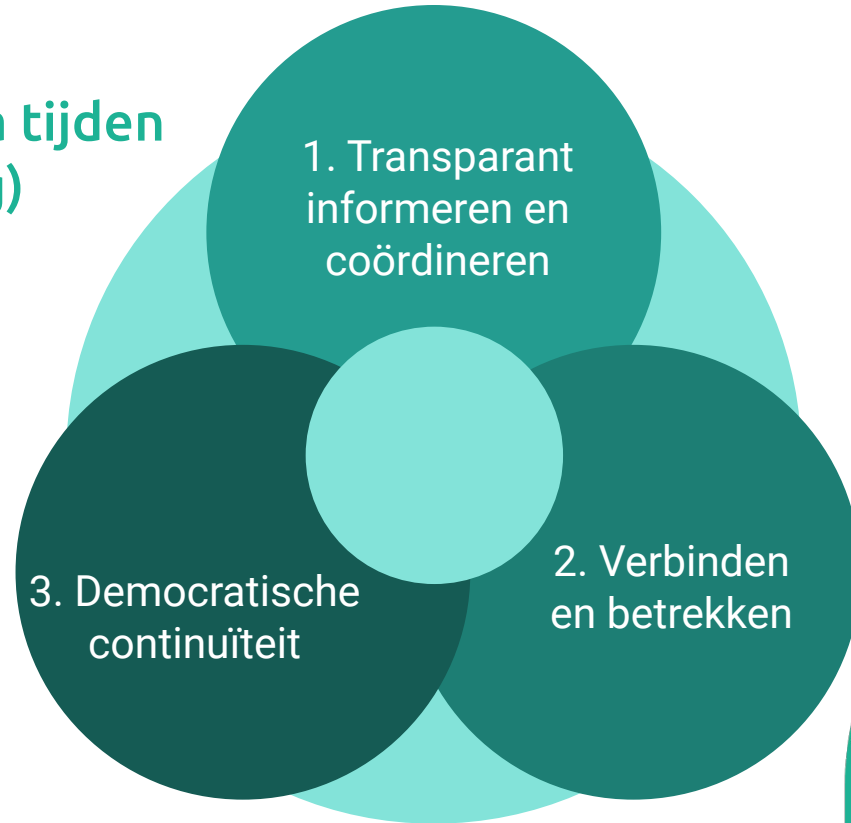 tijden
1. Transparant
informeren en
coördineren
2. Verbinden
en betrekken
3. Democratische
continuïteit